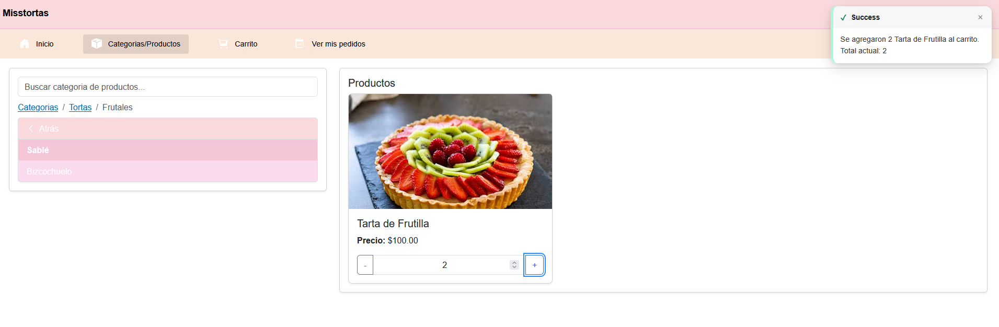 Misstortas
✓ Success ×
Se agregaron 2 Tarta de Frutilla al carrito.
Total actual: 2
Inicio
Categorias/Productos
Carrito
Ver mis pedidos
Buscar categoria de productos...
Categorias / Tortas / Frutales
Atrás
Sablé
Bizcochuelo
Productos
Tarta de Frutilla
Precio: $100.00
- 2 +